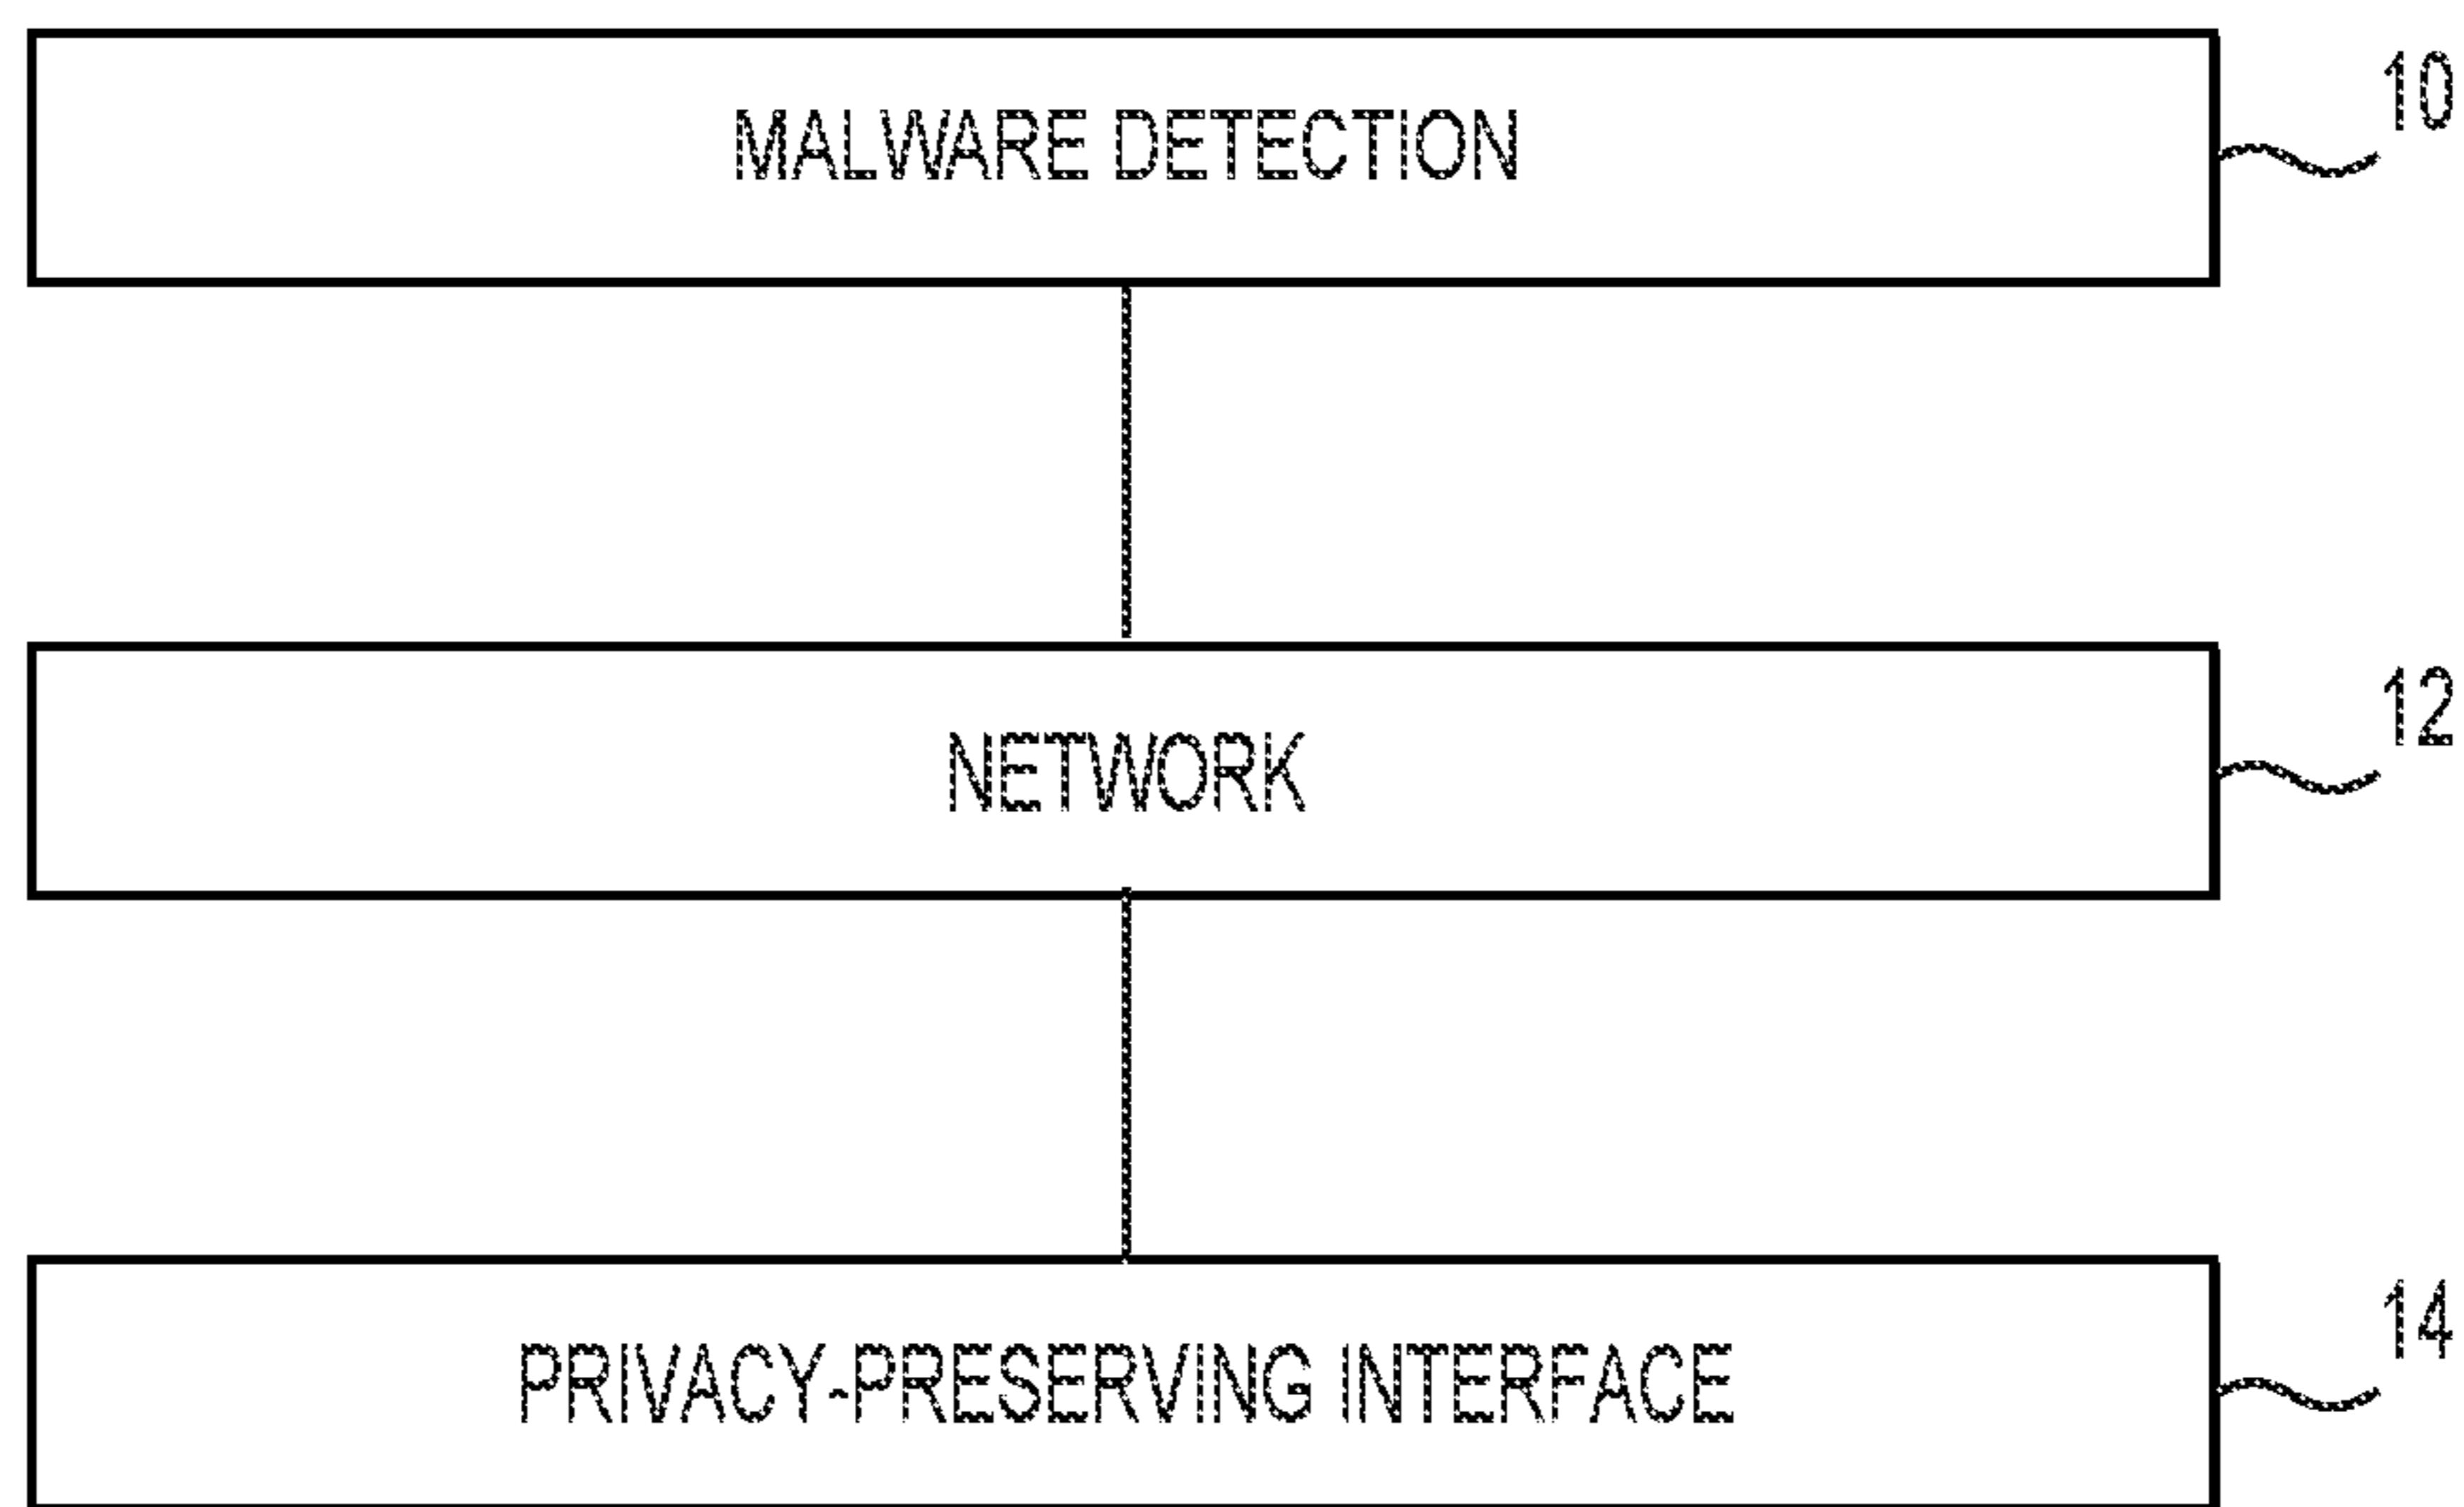 MALWARE DETECTION
10
NETWORK
12
PRIVACY-PRESERVING INTERFACE
14